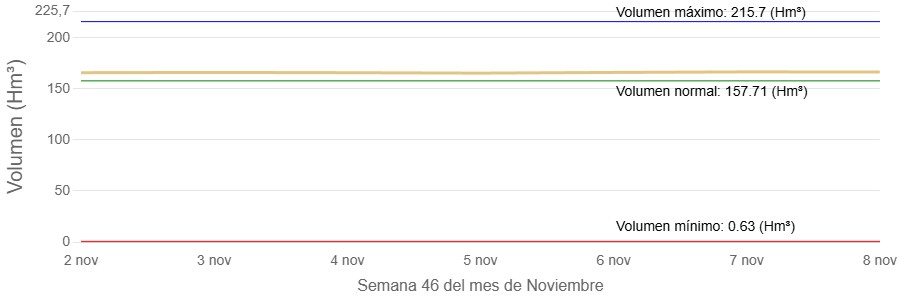 225,7
Volumen máximo: 215.7 (Hm³)
Volumen (Hm³)
150
Volumen normal: 157.71 (Hm³)
100
50
Volumen mínimo: 0.63 (Hm³)
0
2 nov 3 nov 4 nov 5 nov 6 nov 7 nov 8 nov
Semana 46 del mes de Noviembre
200